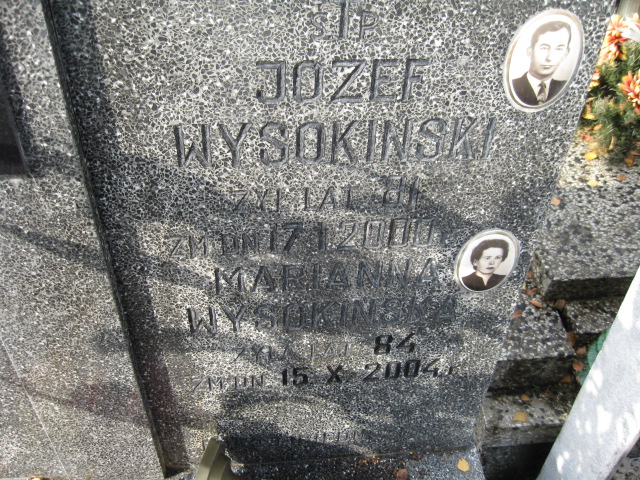 ŚTP
JÓZEF
WYSOKIŃSKI
ŻYŁ LAT 81
ZM.DN.17.1.2000
MARIANNA
WYSOKIŃSKA
ŻYŁA LAT 84
ZM.DN. 15.X.2004.r.